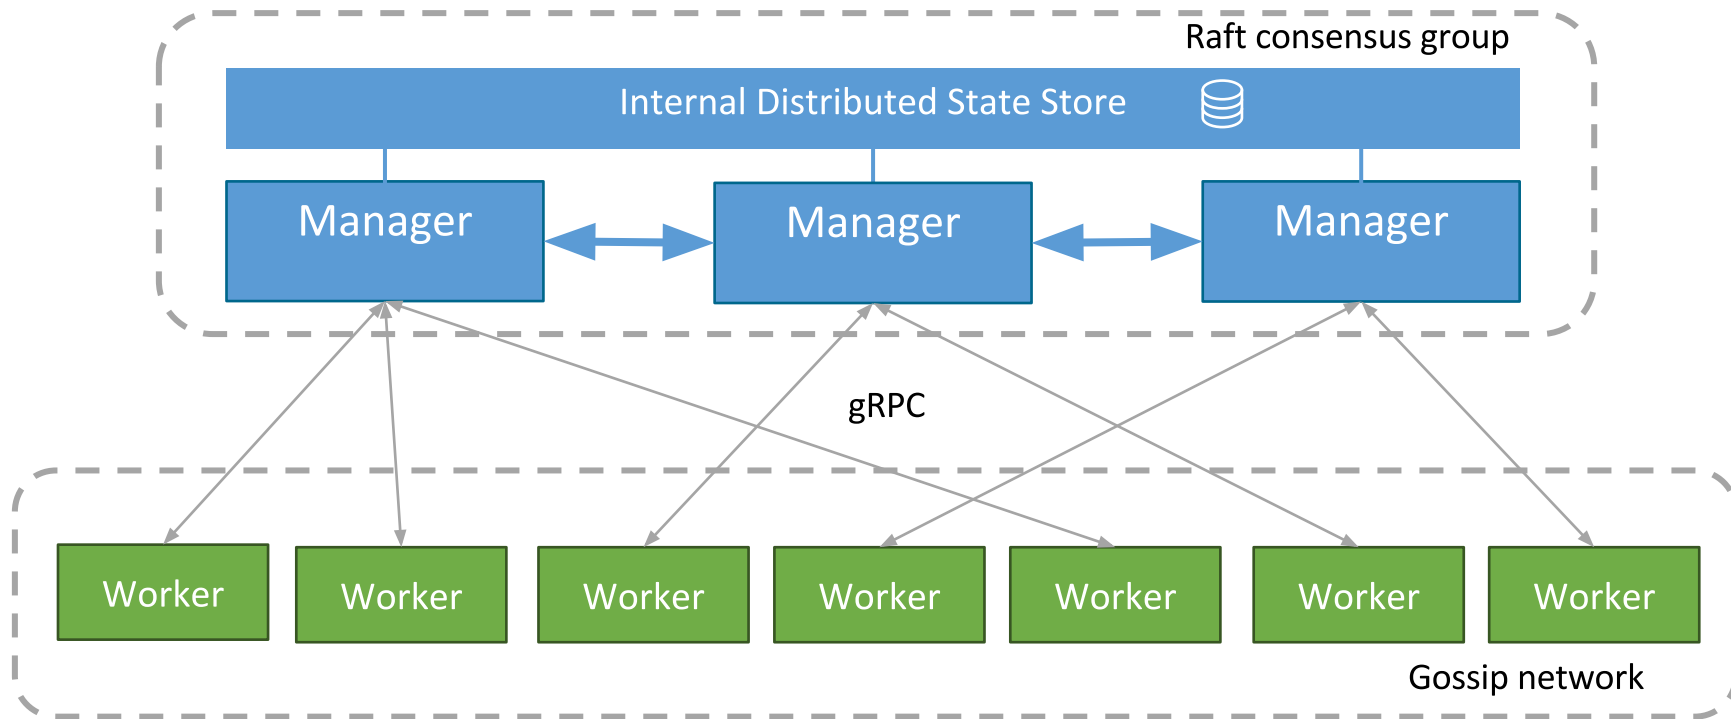 Raft consensus group
Internal Distributed State Store
Manager
Manager
Manager
gRPC
Worker
Worker
Worker
Worker
Worker
Worker
Worker
Gossip network